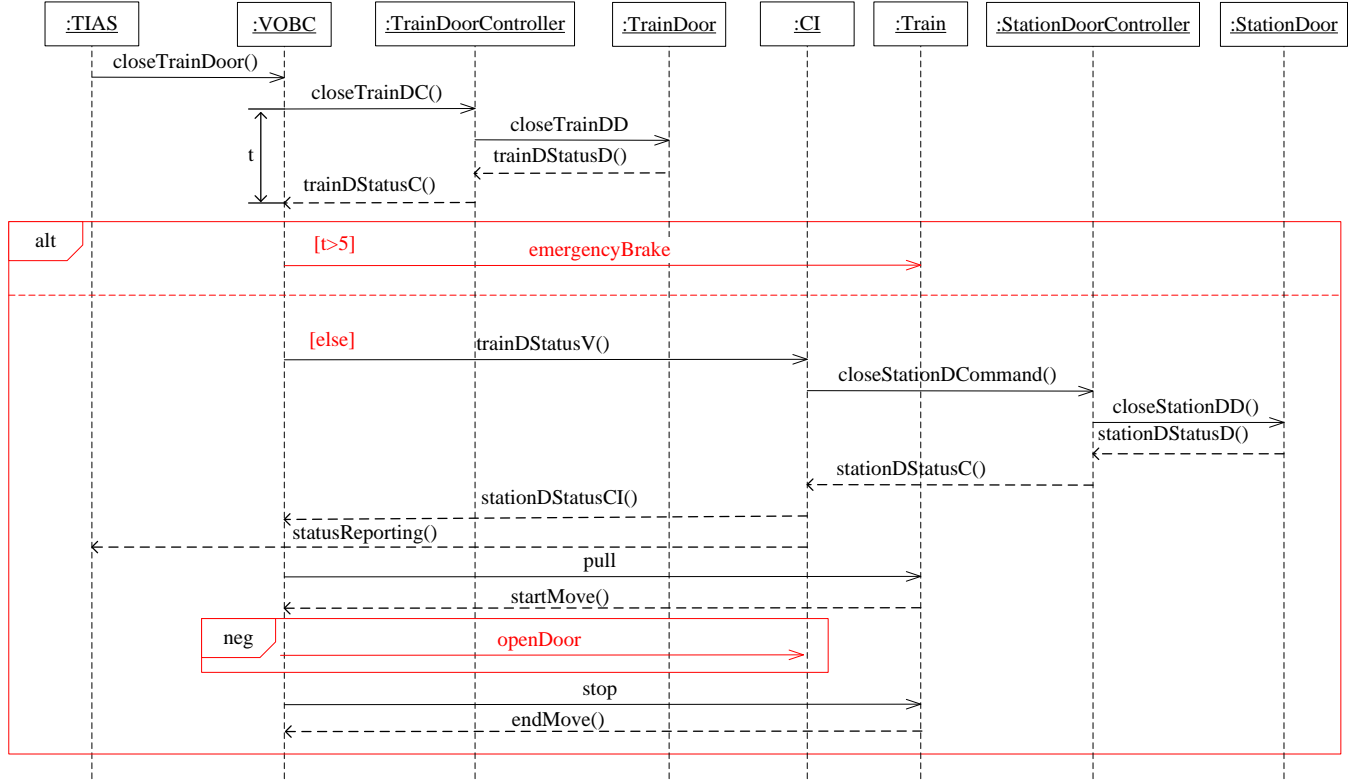 :TIAS
:VOBC
:TrainDoorController
:TrainDoor
:CI
:Train
:StationDoorController
:StationDoor
closeTrainDoor()
closeTrainDC()
closeTrainDD
t
trainDStatusD()
trainDStatusC()
alt
[t>5]
emergencyBrake
[else]
trainDStatusV()
closeStationDCommand()
closeStationDD()
stationDStatusD()
stationDStatusC()
stationDStatusCI()
statusReporting()
pull
startMove()
neg
openDoor
stop
endMove()